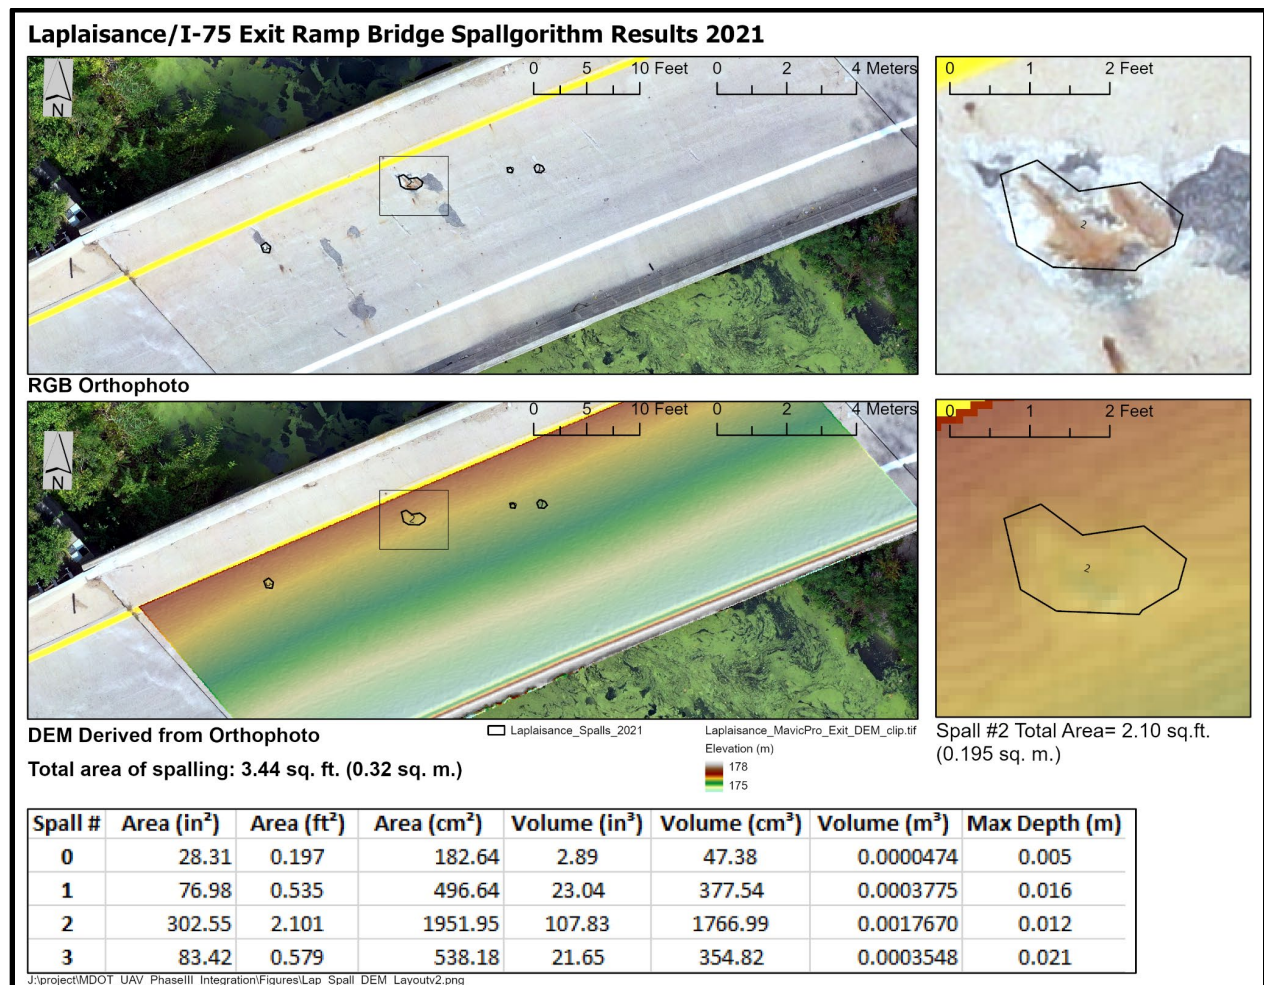 Laplaisance/I-75 Exit Ramp Bridge Spallgorithm Results 2021
N
0 5 10 Feet 0 2 4 Meters
0 1 2 Feet
2
2
RGB Orthophoto
N
0 5 10 Feet 0 2 4 Meters
0 1 2 Feet
2
2
DEM Derived from Orthophoto
Laplaisance_Spalls_2021
Laplaisance_MavicPro_Exit_DEM_clip.tif
Elevation (m)
178
175
Spall #2 Total Area= 2.10 sq.ft.
(0.195 sq. m.)
Total area of spalling: 3.44 sq. ft. (0.32 sq. m.)
Spall # Area (in²) Area (ft²) Area (cm²) Volume (in³) Volume (cm³) Volume (m³) Max Depth (m)
0 28.31 0.197 182.64 2.89 47.38 0.0000474 0.005
1 76.98 0.535 496.64 23.04 377.54 0.0003775 0.016
2 302.55 2.101 1951.95 107.83 1766.99 0.0017670 0.012
3 83.42 0.579 538.18 21.65 354.82 0.0003548 0.021
J:\project\MDOT_UAV_PhaseIII_Integration\Figures\Lap_Spall_DEM_Layoutv2.png